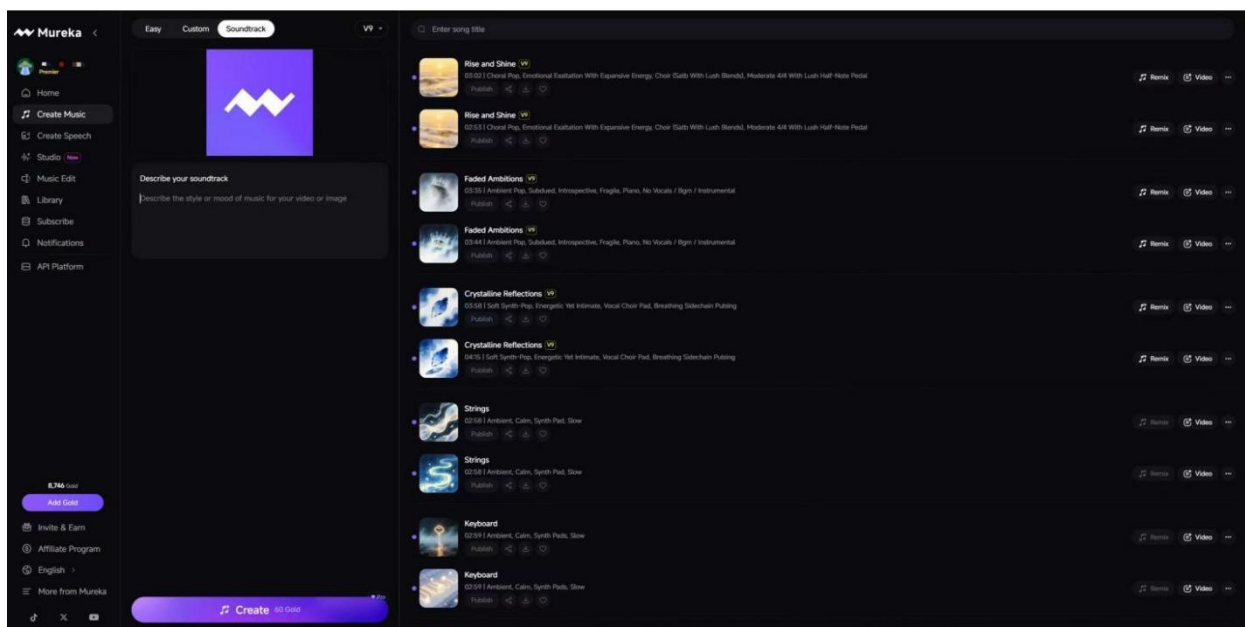 Mureka
Premier
Home
Create Music
Create Speech
Studio New
Music Edit
Library
Subscribe
Notifications
API Platform
8,746 Gold
Add Gold
Invite & Earn
Affiliate Program
English
More from Mureka
Easy Custom Soundtrack V9
Describe your soundtrack
Describe the style or mood of music for your video or image
Pro
Create 60 Gold
Enter song title
Rise and Shine V9
03:02 | Choral Pop, Emotional Exaltation With Expansive Energy, Choir (Satb With Lush Blends), Moderate 4/4 With Lush Half-Note Pedal
Publish
Remix Video
Rise and Shine V9
02:53 | Choral Pop, Emotional Exaltation With Expansive Energy, Choir (Satb With Lush Blends), Moderate 4/4 With Lush Half-Note Pedal
Publish
Remix Video
Faded Ambitions V9
03:35 | Ambient Pop, Subdued, Introspective, Fragile, Piano, No Vocals / Bgm / Instrumental
Publish
Remix Video
Faded Ambitions V9
03:44 | Ambient Pop, Subdued, Introspective, Fragile, Piano, No Vocals / Bgm / Instrumental
Publish
Remix Video
Crystalline Reflections V9
03:58 | Soft Synth-Pop, Energetic Yet Intimate, Vocal Choir Pad, Breathing Sidechain Pulsing
Publish
Remix Video
Crystalline Reflections V9
04:15 | Soft Synth-Pop, Energetic Yet Intimate, Vocal Choir Pad, Breathing Sidechain Pulsing
Publish
Remix Video
Strings
02:58 | Ambient, Calm, Synth Pad, Slow
Publish
Remix Video
Strings
02:58 | Ambient, Calm, Synth Pad, Slow
Publish
Remix Video
Keyboard
02:59 | Ambient, Calm, Synth Pads, Slow
Publish
Remix Video
Keyboard
02:59 | Ambient, Calm, Synth Pads, Slow
Publish
Remix Video